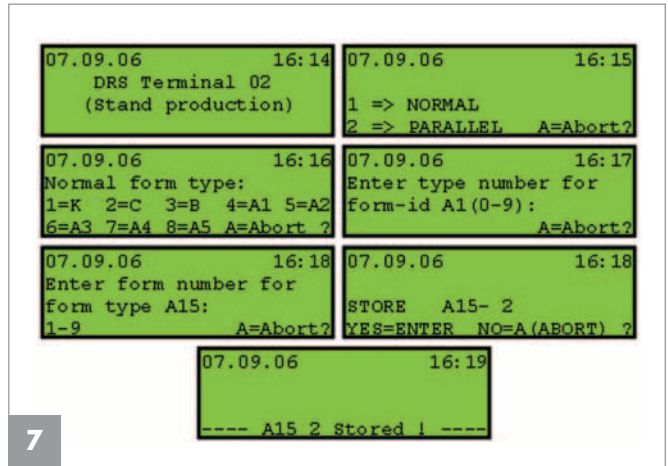 07.09.06 16:14
DRS Terminal 02
(Stand production)
07.09.06 16:15
1 => NORMAL
2 => PARALLEL A=Abort?
07.09.06 16:16
Normal form type:
1=K 2=C 3=B 4=A1 5=A2
6=A3 7=A4 8=A5 A=Abort ?
07.09.06 16:17
Enter type number for
form-id A1(0-9):
A=Abort?
07.09.06 16:18
Enter form number for
form type A15:
1-9 A=Abort?
07.09.06 16:18
STORE A15- 2
YES=ENTER NO=A(ABORT) ?
07.09.06 16:19
---- A15 2 Stored ! ----
7